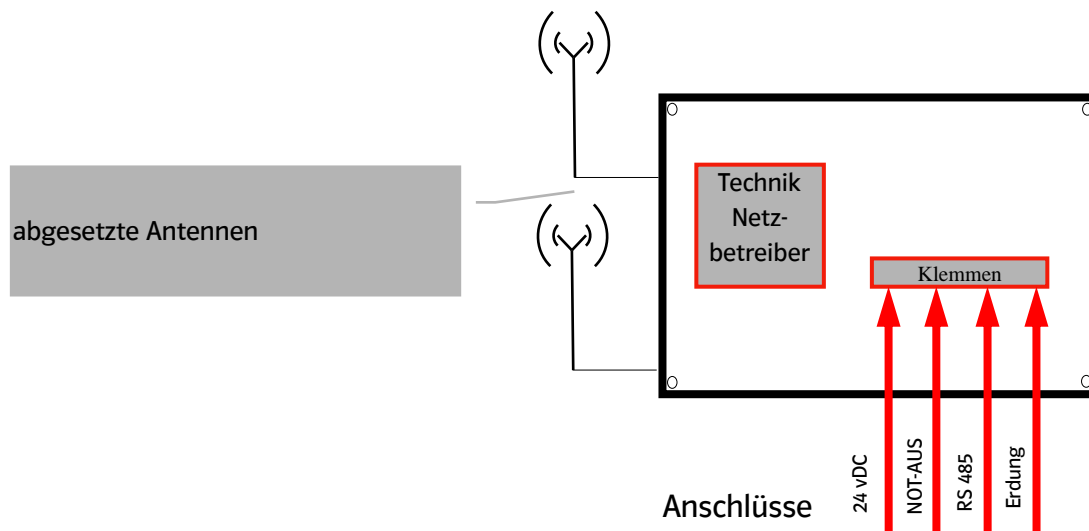 abgesetzte Antennen
Technik
Netz-
betreiber
Klemmen
24 vDC
NOT-AUS
RS 485
Erdung
Anschlüsse